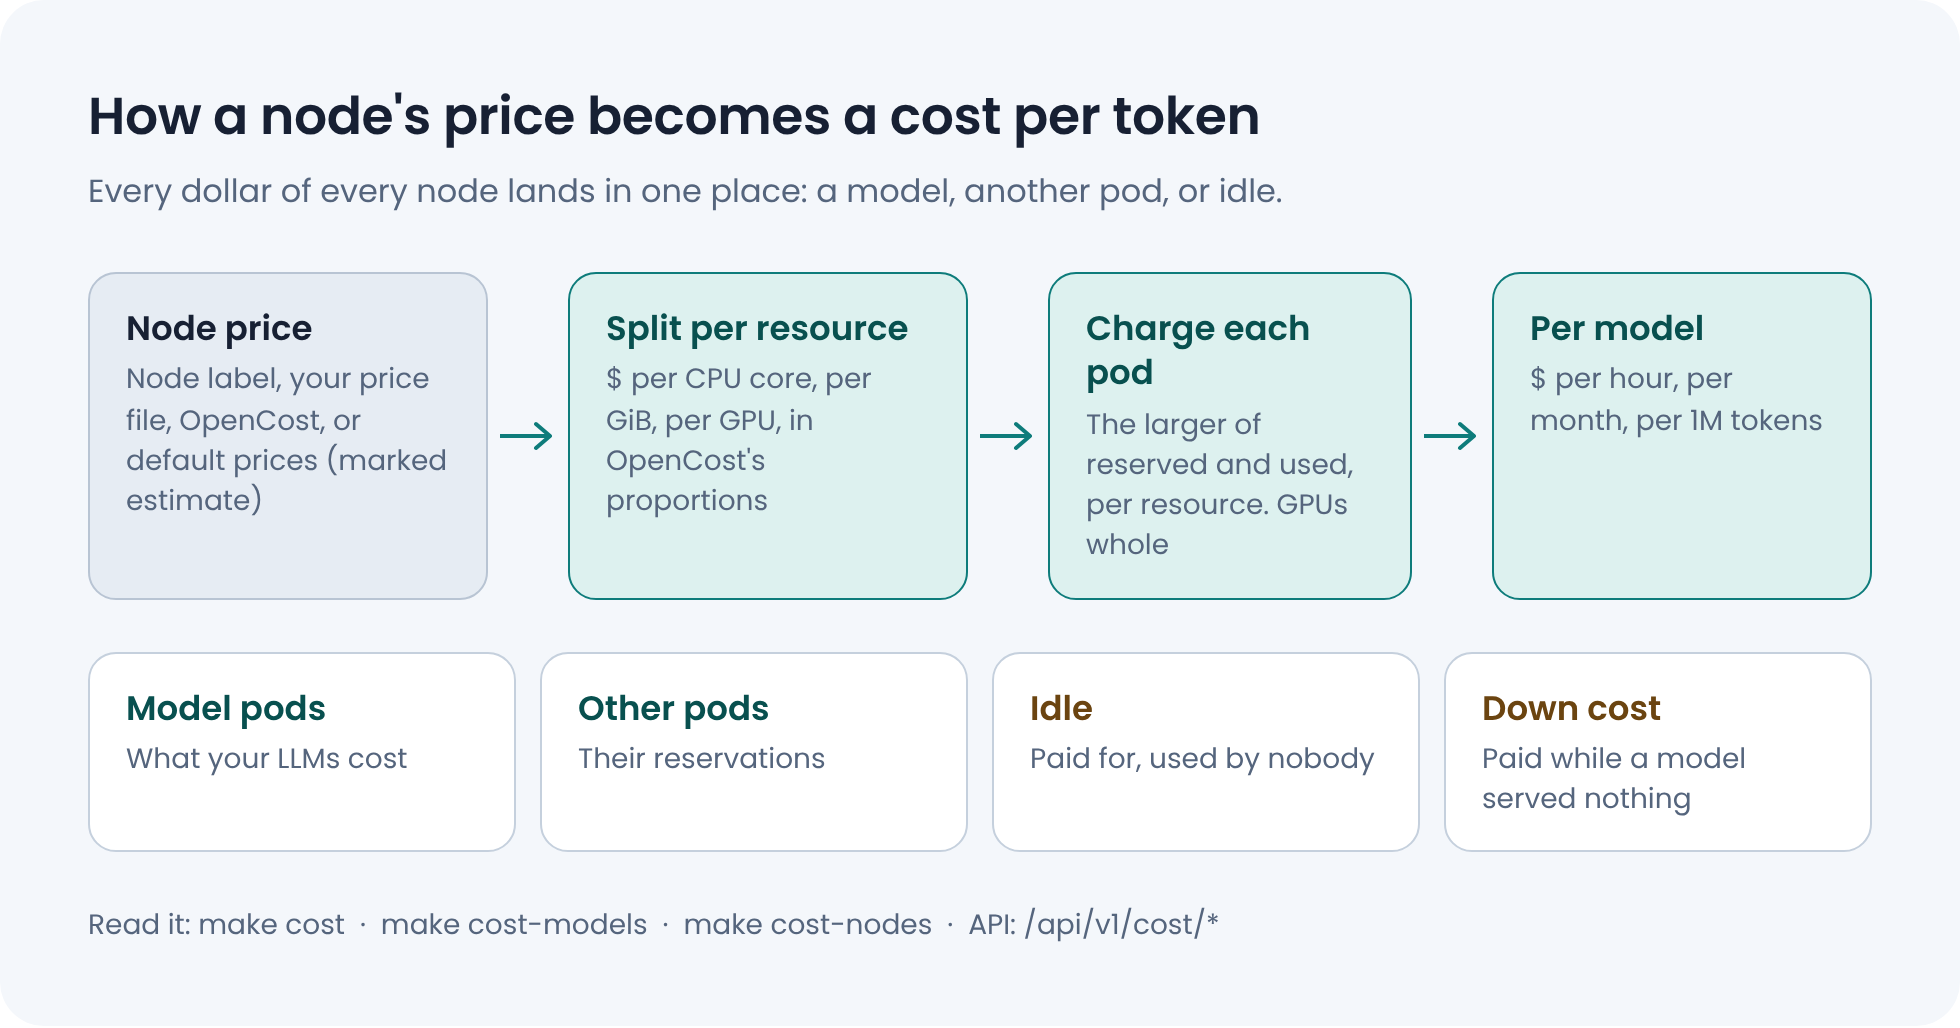 How a node's price becomes a cost per token
Every dollar of every node lands in one place: a model, another pod, or idle.
Node price
Node label, your price
file, OpenCost, or
default prices (marked
estimate)
Split per resource
$ per CPU core, per
GiB, per GPU, in
OpenCost's
proportions
Charge each
pod
The larger of
reserved and used,
per resource. GPUs
whole
Per model
$ per hour, per
month, per 1M tokens
Model pods
What your LLMs cost
Other pods
Their reservations
Idle
Paid for, used by nobody
Down cost
Paid while a model
served nothing
Read it: make cost · make cost-models · make cost-nodes · API: /api/v1/cost/*